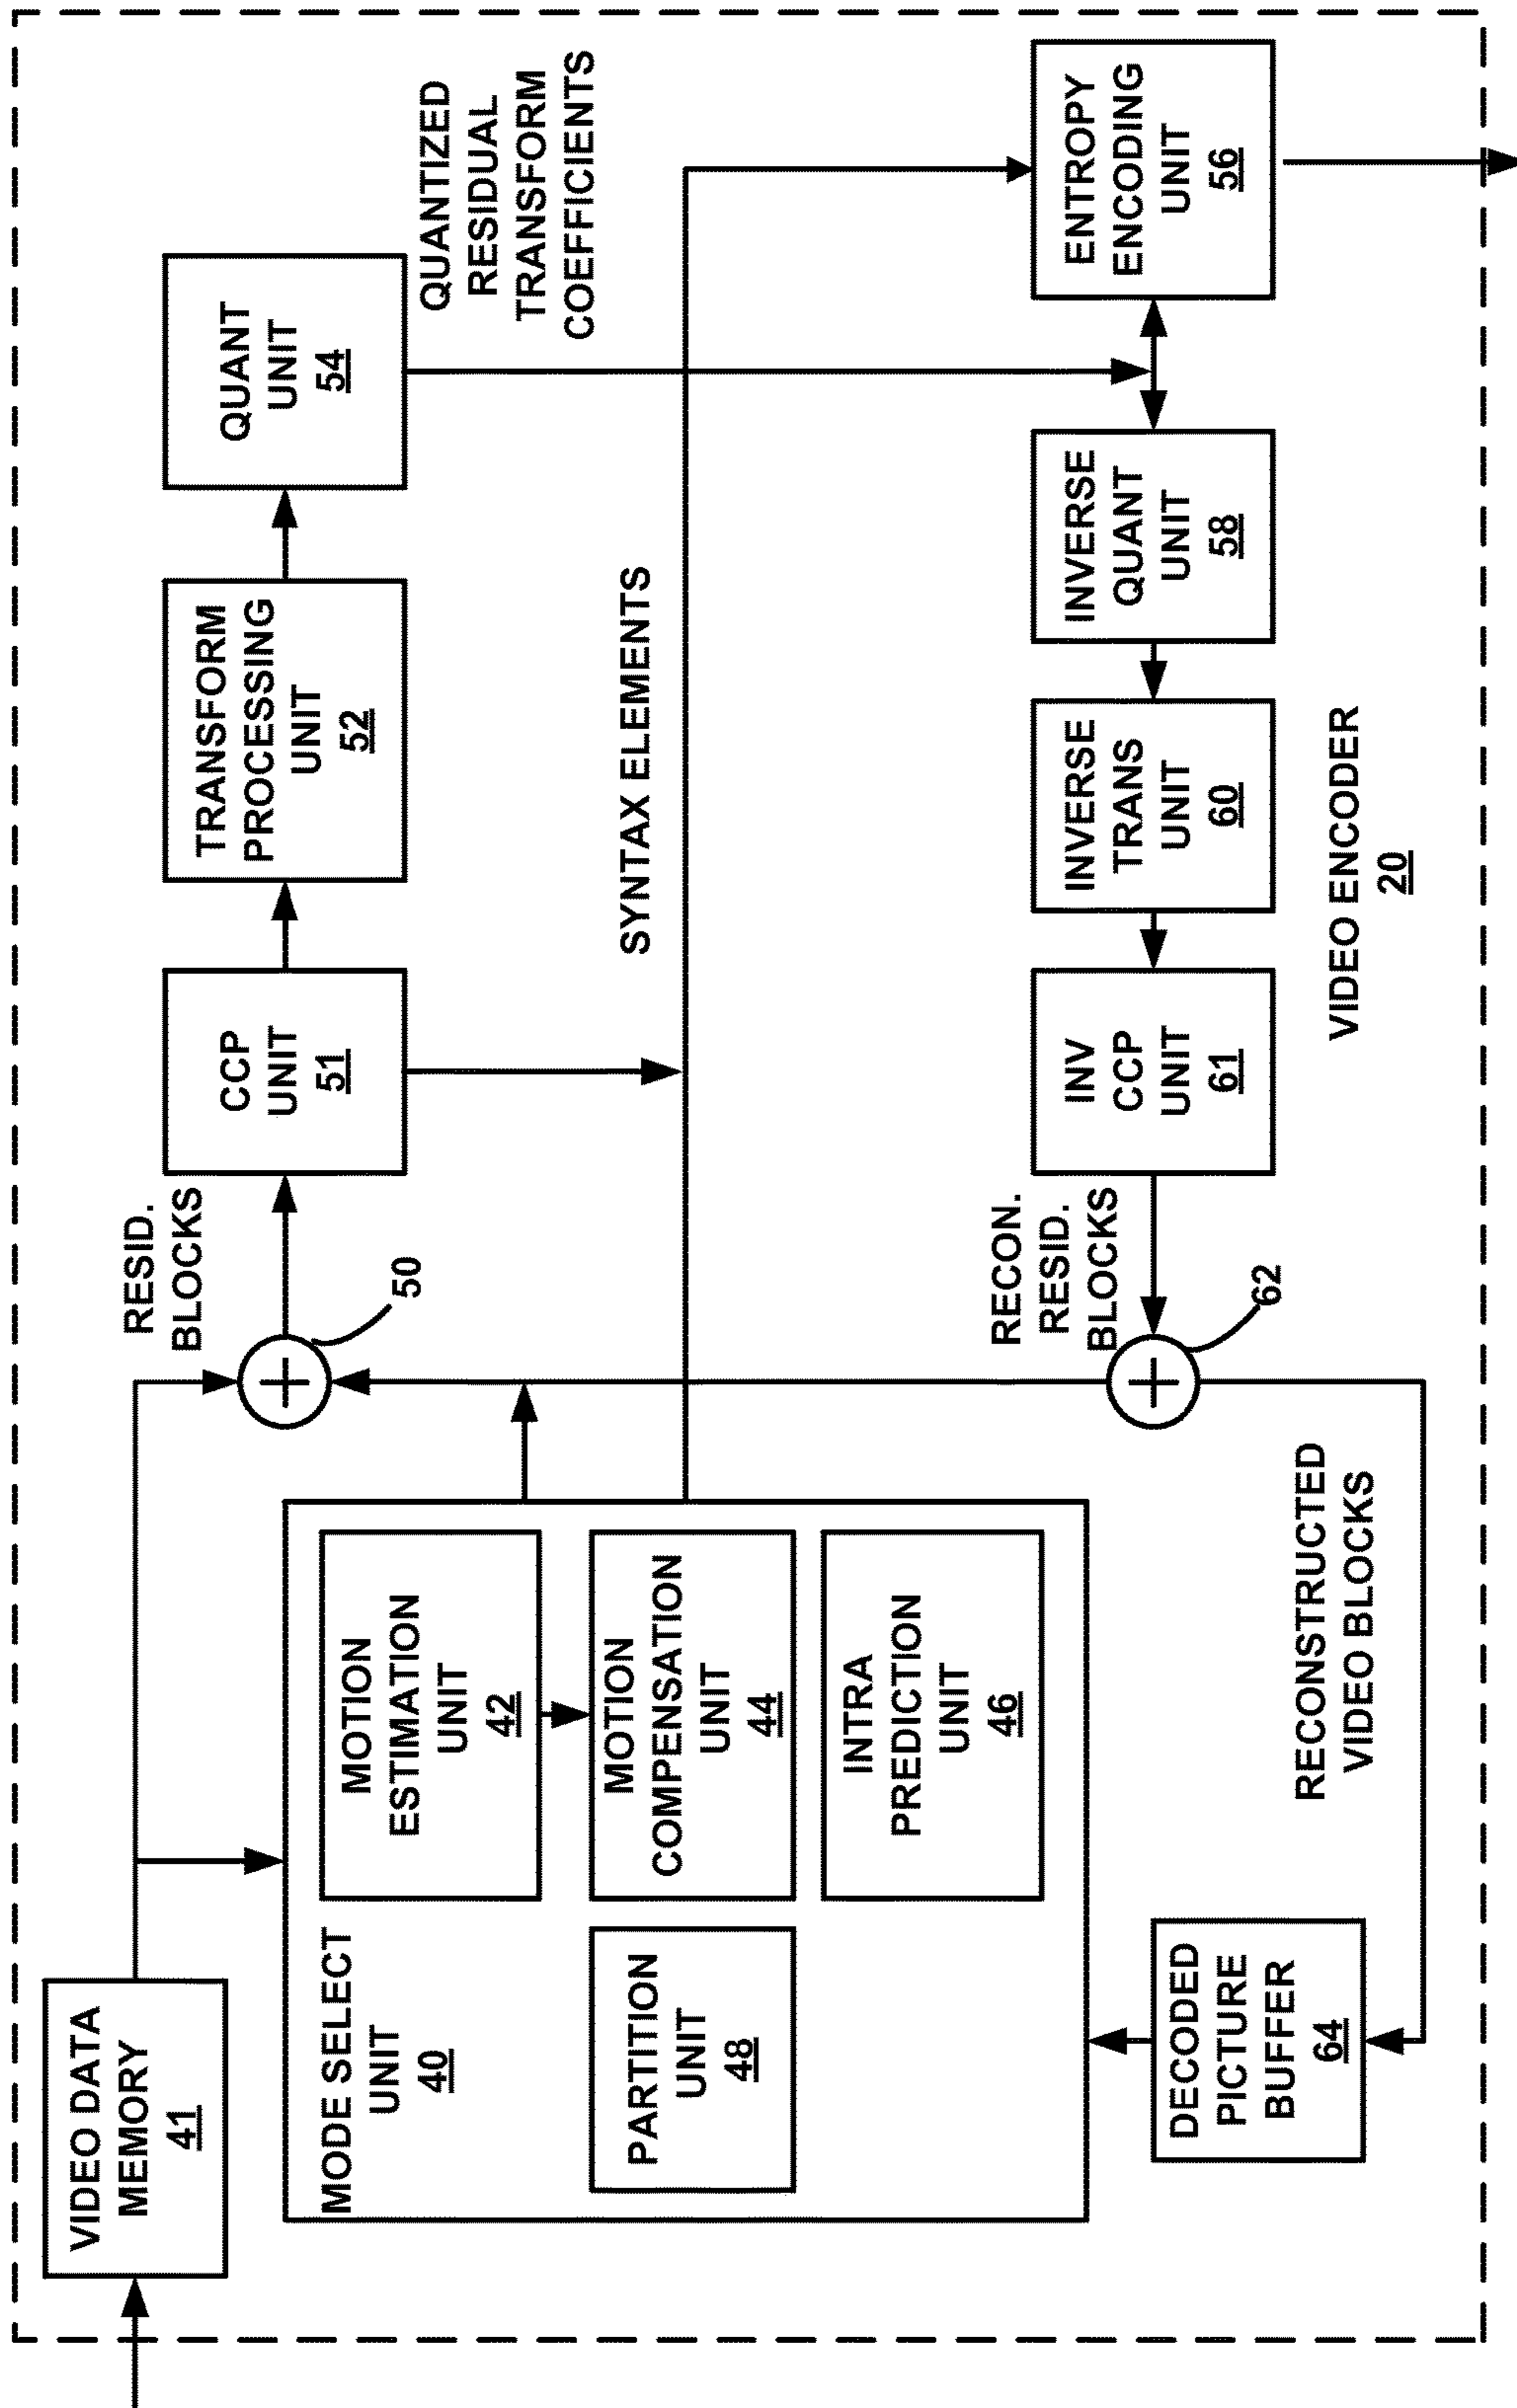 VIDEO DATA
MEMORY
41
MODE SELECT
UNIT
40
PARTITION
UNIT
48
MOTION
ESTIMATION
UNIT
42
MOTION
COMPENSATION
UNIT
44
INTRA
PREDICTION
UNIT
46
DECODED
PICTURE
BUFFER
64
RECONSTRUCTED
VIDEO BLOCKS
RESID.
BLOCKS
50
CCP
UNIT
51
TRANSFORM
PROCESSING
UNIT
52
QUANT
UNIT
54
QUANTIZED
RESIDUAL
TRANSFORM
COEFFICIENTS
SYNTAX ELEMENTS
RECON.
RESID.
BLOCKS
62
INV
CCP
UNIT
61
INVERSE
TRANS
UNIT
60
INVERSE
QUANT
UNIT
58
ENTROPY
ENCODING
UNIT
56
VIDEO ENCODER
20